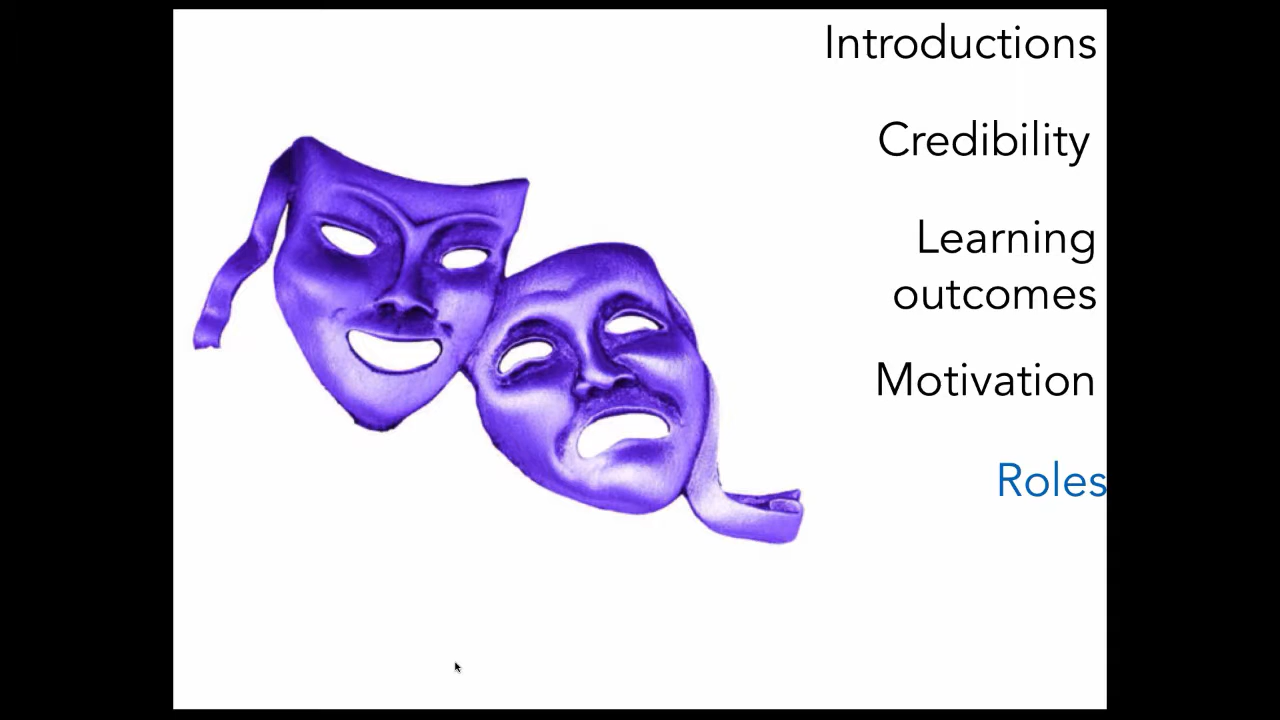 Introductions
Credibility
Learning
outcomes
Motivation
Roles